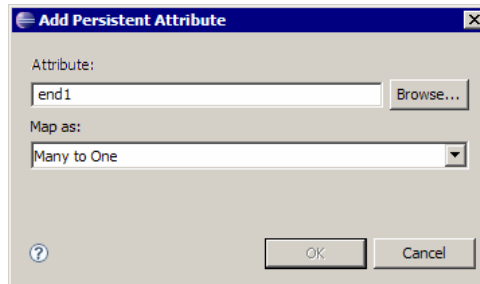 Add Persistent Attribute
Attribute:
end1
Browse...
Map as:
Many to One
?
OK
Cancel